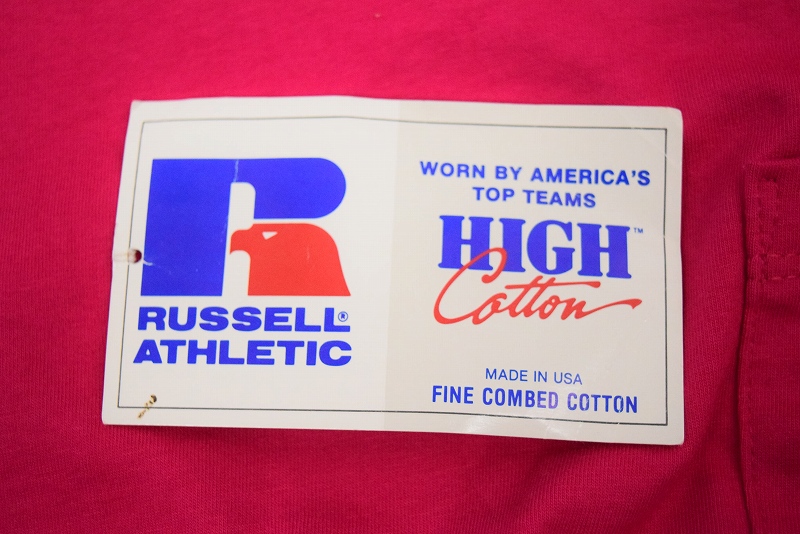 RUSSELL®
ATHLETIC
WORN BY AMERICA'S
TOP TEAMS
HIGH™
Cotton
MADE IN USA
FINE COMBED COTTON